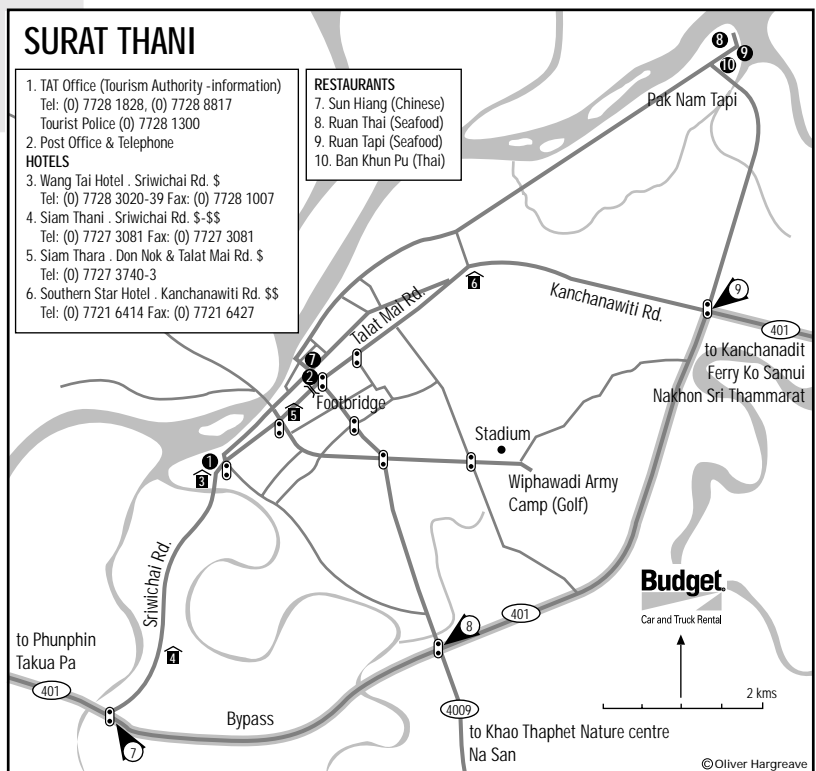 SURAT THANI
1. TAT Office (Tourism Authority -information)
Tel: (0) 7728 1828, (0) 7728 8817
Tourist Police (0) 7728 1300
2. Post Office & Telephone
HOTELS
3. Wang Tai Hotel . Sriwichai Rd. $
Tel: (0) 7728 3020-39 Fax: (0) 7728 1007
4. Siam Thani . Sriwichai Rd. $-$$
Tel: (0) 7727 3081 Fax: (0) 7727 3081
5. Siam Thara . Don Nok & Talat Mai Rd. $
Tel: (0) 7727 3740-3
6. Southern Star Hotel . Kanchanawiti Rd. $$
Tel: (0) 7721 6414 Fax: (0) 7721 6427
RESTAURANTS
7. Sun Hiang (Chinese)
8. Ruan Thai (Seafood)
9. Ruan Tapi (Seafood)
10. Ban Khun Pu (Thai)
8
9
10
Pak Nam Tapi
6
Kanchanawiti Rd.
9
401
to Kanchanadit
Ferry Ko Samui
Nakhon Sri Thammarat
Talat Mai Rd.
7
2
Footbridge
5
Stadium
1
3
Wiphawadi Army
Camp (Golf)
Sriwichai Rd.
4
to Phunphin
Takua Pa
401
7
Bypass
8
401
4009
to Khao Thaphet Nature centre
Na San
Budget.
Car and Truck Rental
2 kms
©Oliver Hargreave